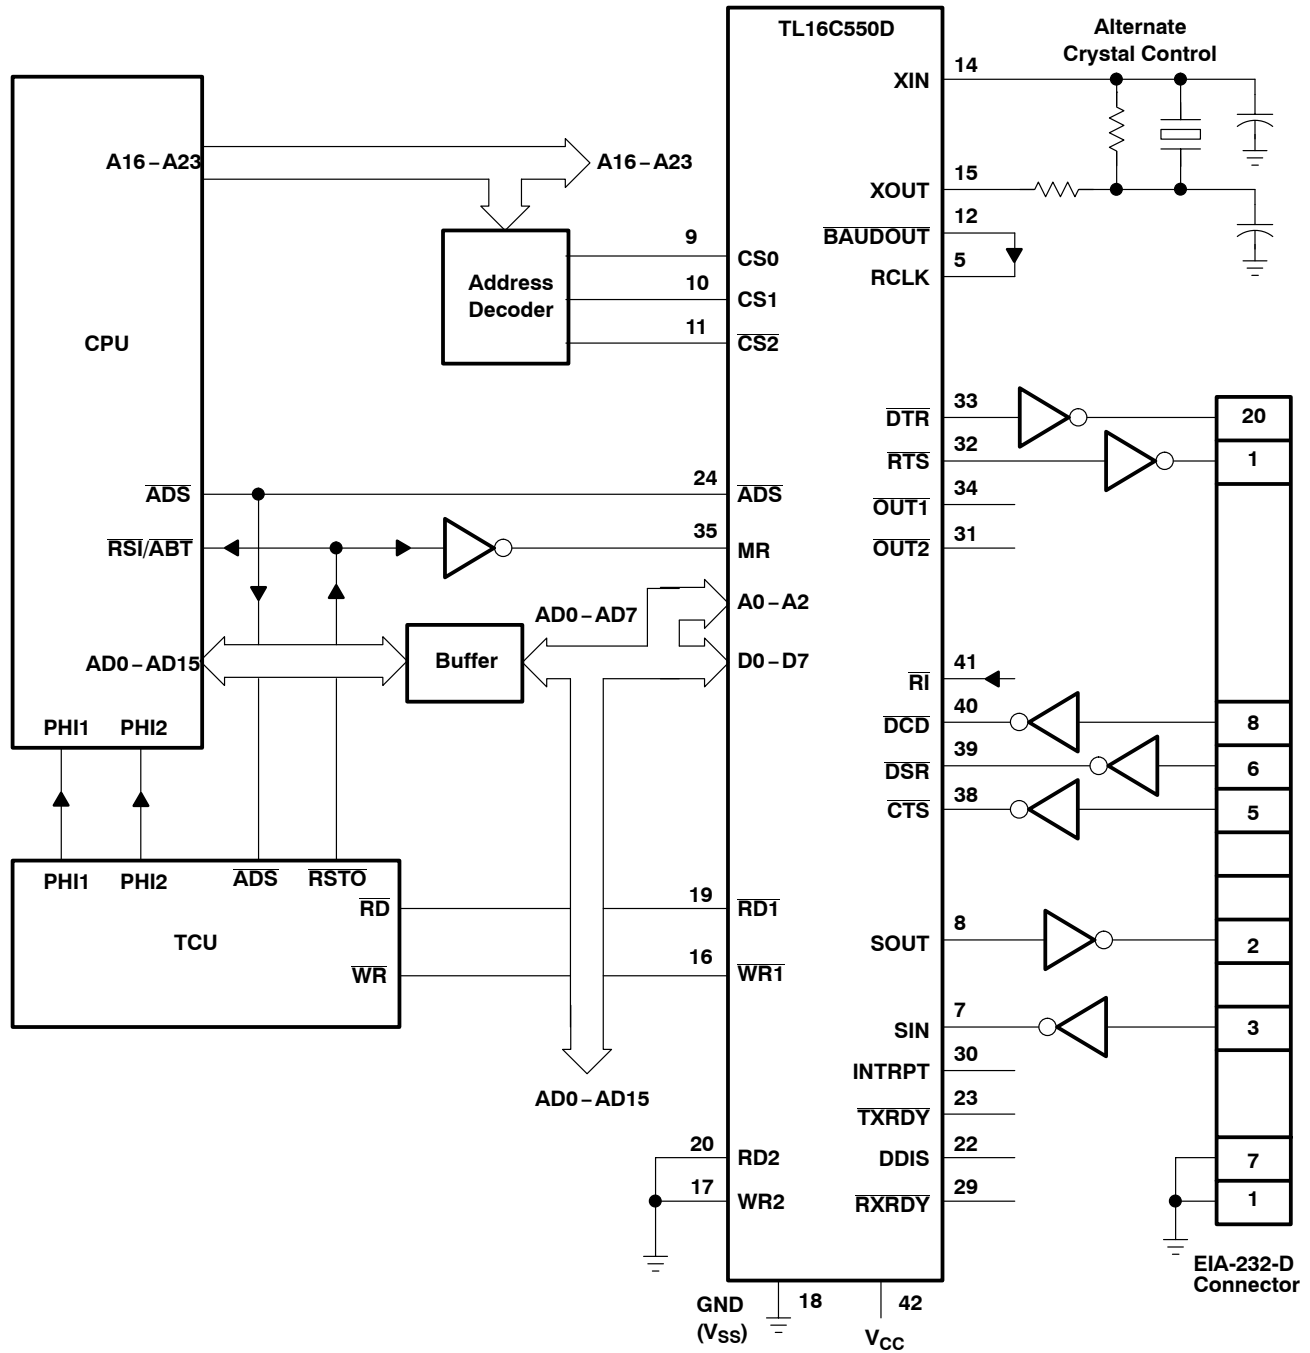 TL16C550D
Alternate
Crystal Control
XIN
14
XOUT
15
BAUDOUT
12
RCLK
5
CPU
A16–A23
A16–A23
Address
Decoder
9
CS0
10
CS1
11
CS2
DTR
33
20
RTS
32
1
OUT1
34
OUT2
31
ADS
24
ADS
RSI/ABT
35
MR
AD0–AD7
A0–A2
AD0–AD15
Buffer
D0–D7
RI
41
DCD
40
8
DSR
39
6
CTS
38
5
PHI1
PHI2
PHI1
PHI2
ADS
RSTO
RD
TCU
WR
19
RD1
16
WR1
SOUT
8
2
SIN
7
3
INTRPT
30
TXRDY
23
AD0–AD15
20
RD2
DDIS
22
7
17
WR2
RXRDY
29
1
EIA-232-D
Connector
GND
(VSS)
18
42
VCC